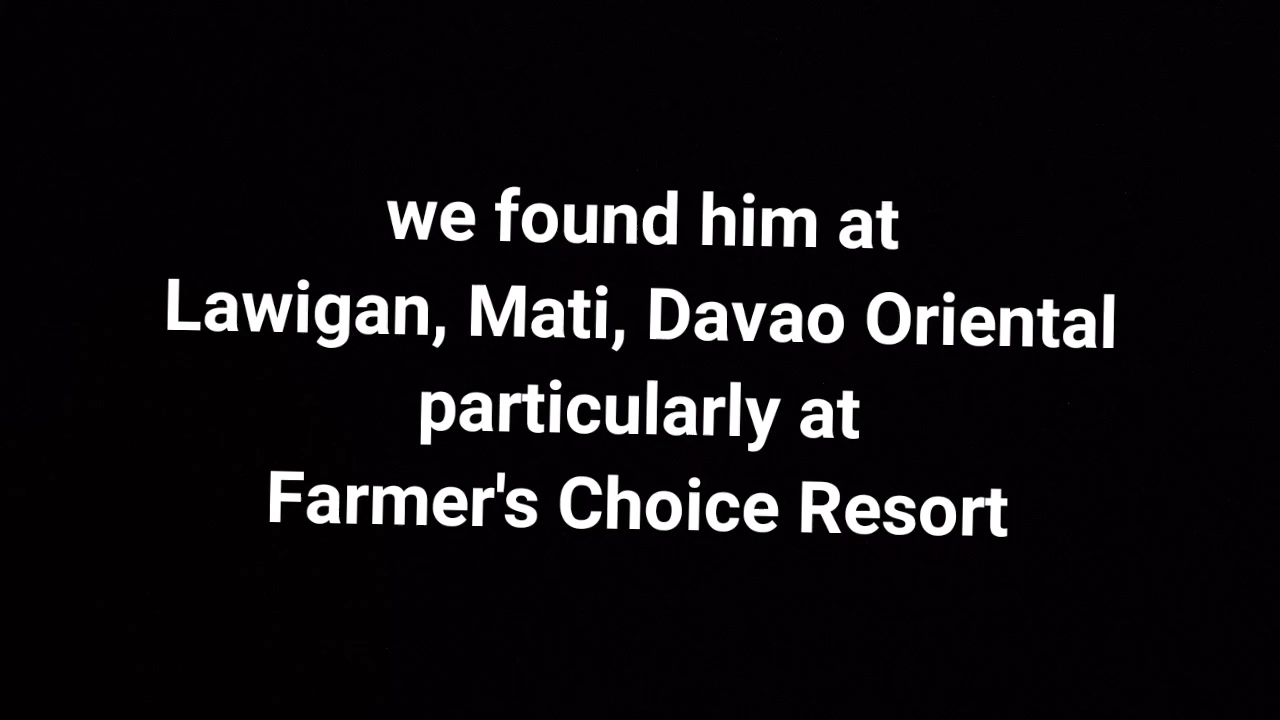 we found him at
Lawigan, Mati, Davao Oriental
particularly at
Farmer's Choice Resort